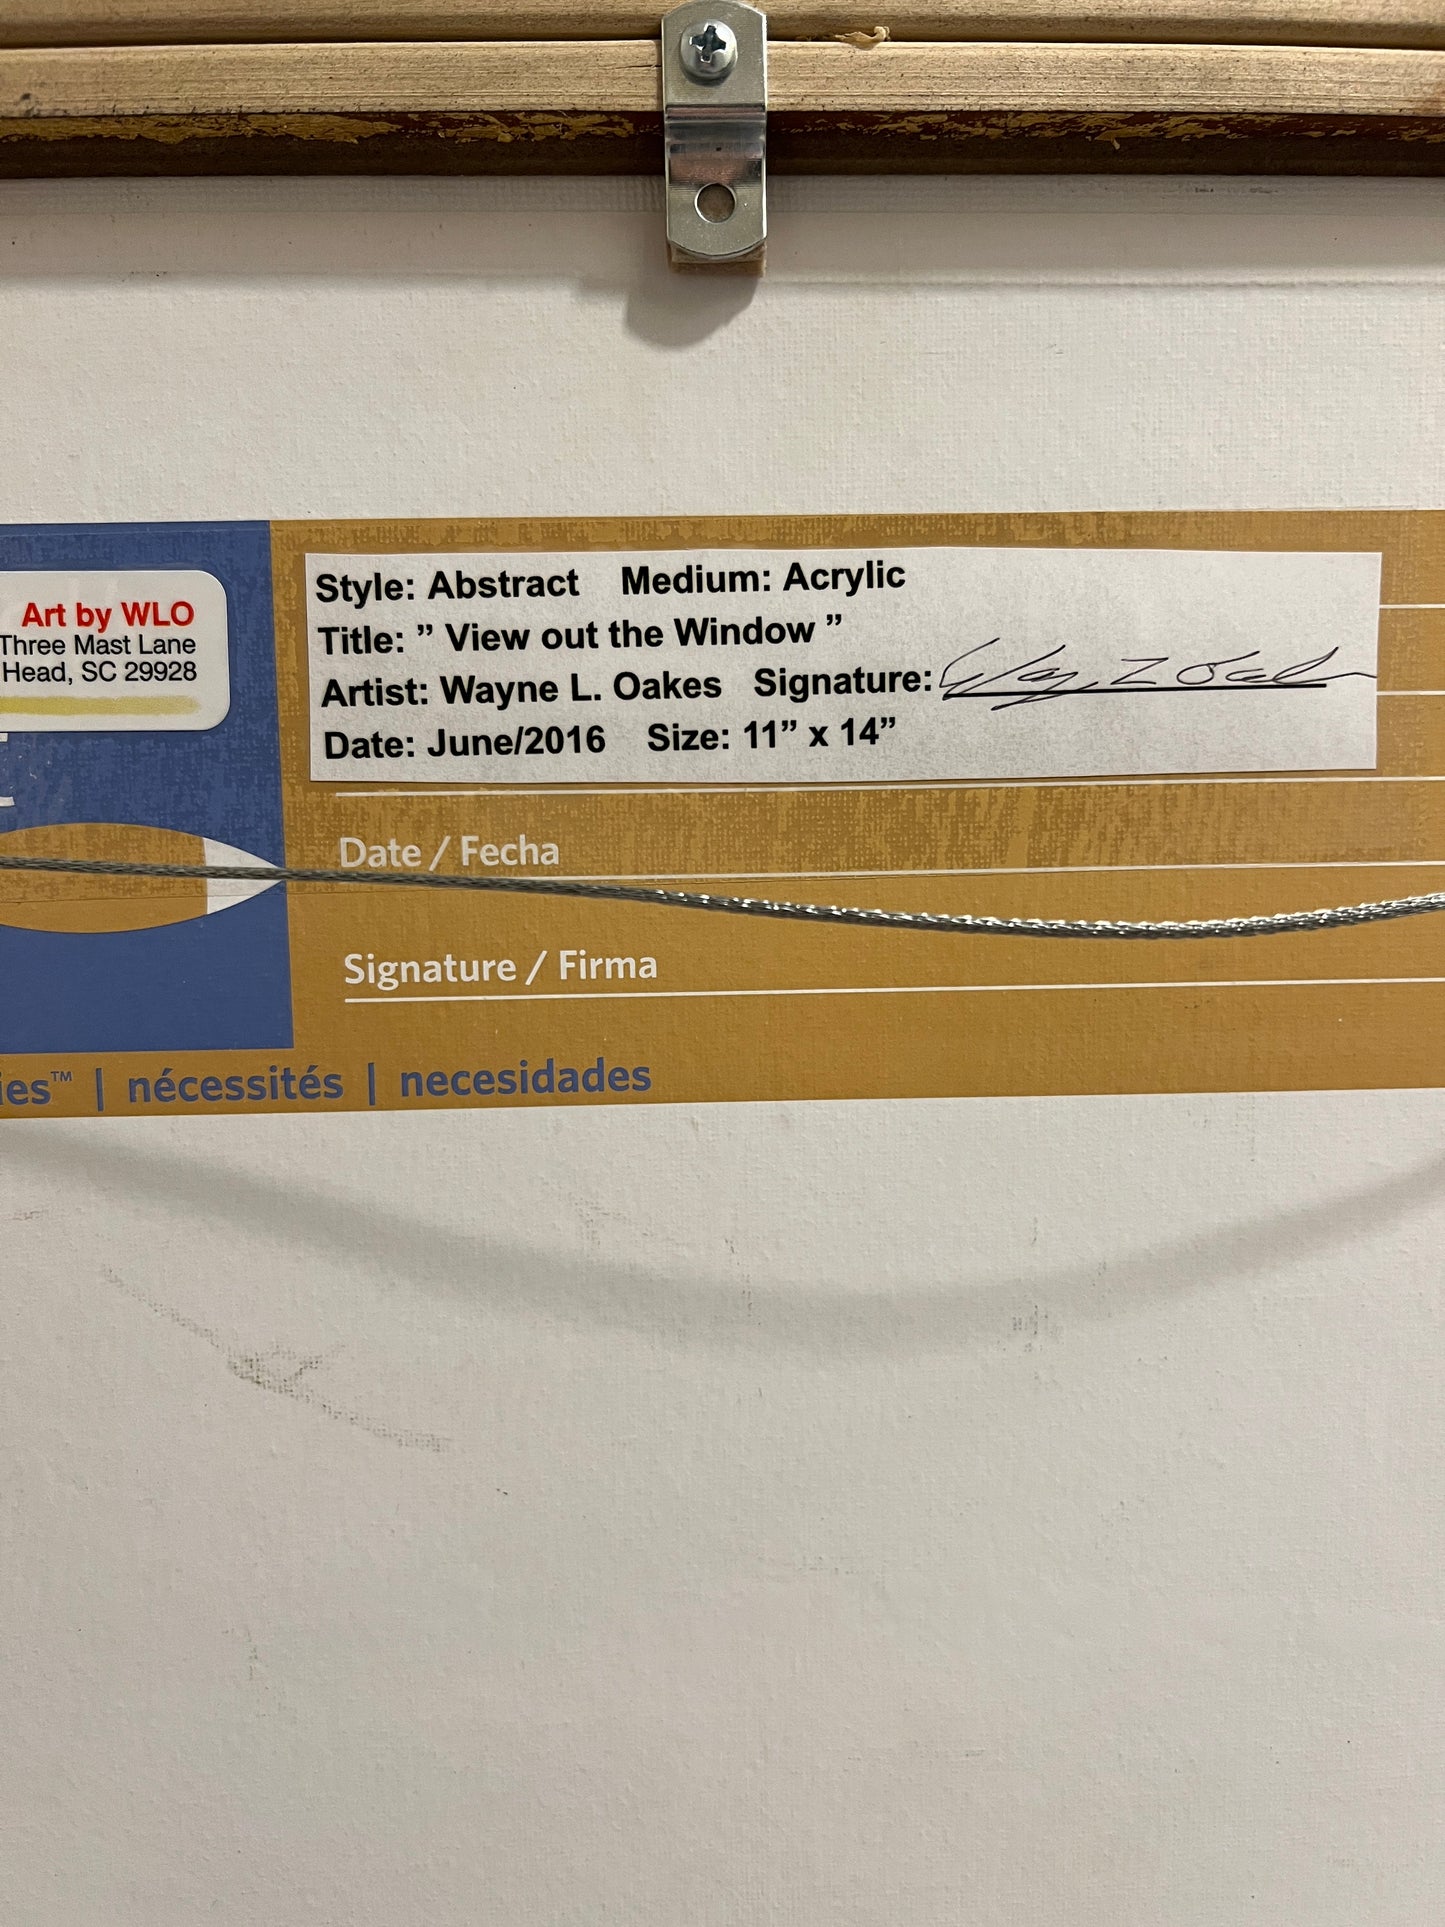 Art by WLO
Three Mast Lane
Head, SC 29928
Style: Abstract Medium: Acrylic
Title: ” View out the Window ”
Artist: Wayne L. Oakes Signature:
Date: June/2016 Size: 11” x 14”
Date / Fecha
Signature / Firma
ies™ | nécessités | necesidades